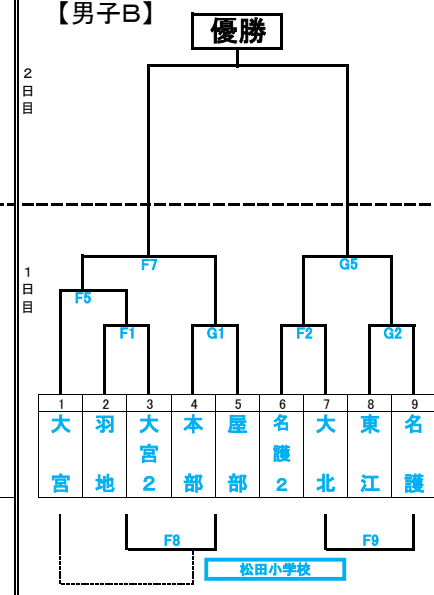 【男子B】
優勝
2日目
1日目
F7
G5
F5
F1
G1
F2
G2
1 2 3 4 5 6 7 8 9
大宮
羽地
大宮2
本部
屋部
名護2
大北
東江
名護
F8
F9
松田小学校